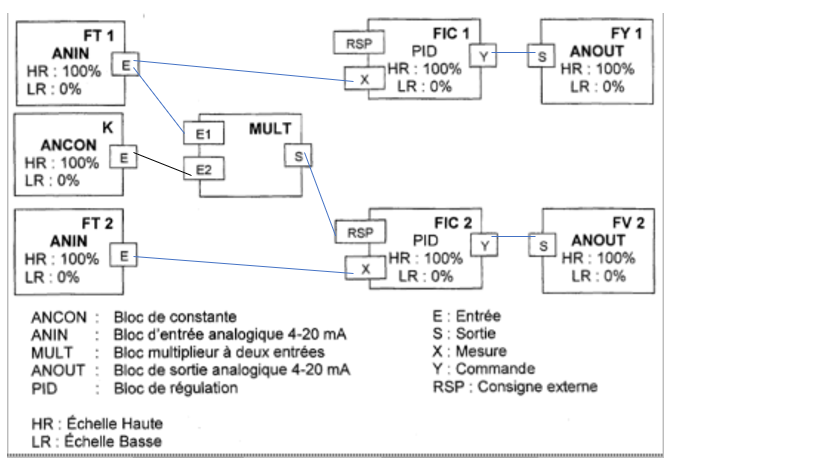 FT 1
ANIN
HR : 100%
LR : 0%
E
RSP
X
FIC 1
PID
HR : 100%
LR : 0%
Y
S
FY 1
ANOUT
HR : 100%
LR : 0%
K
ANCON
HR : 100%
LR : 0%
E
E1
E2
MULT
S
FT 2
ANIN
HR : 100%
LR : 0%
E
RSP
X
FIC 2
PID
HR : 100%
LR : 0%
Y
S
FV 2
ANOUT
HR : 100%
LR : 0%
ANCON : Bloc de constante
ANIN : Bloc d'entrée analogique 4-20 mA
MULT : Bloc multiplieur à deux entrées
ANOUT : Bloc de sortie analogique 4-20 mA
PID : Bloc de régulation
E : Entrée
S : Sortie
X : Mesure
Y : Commande
RSP : Consigne externe
HR : Échelle Haute
LR : Échelle Basse